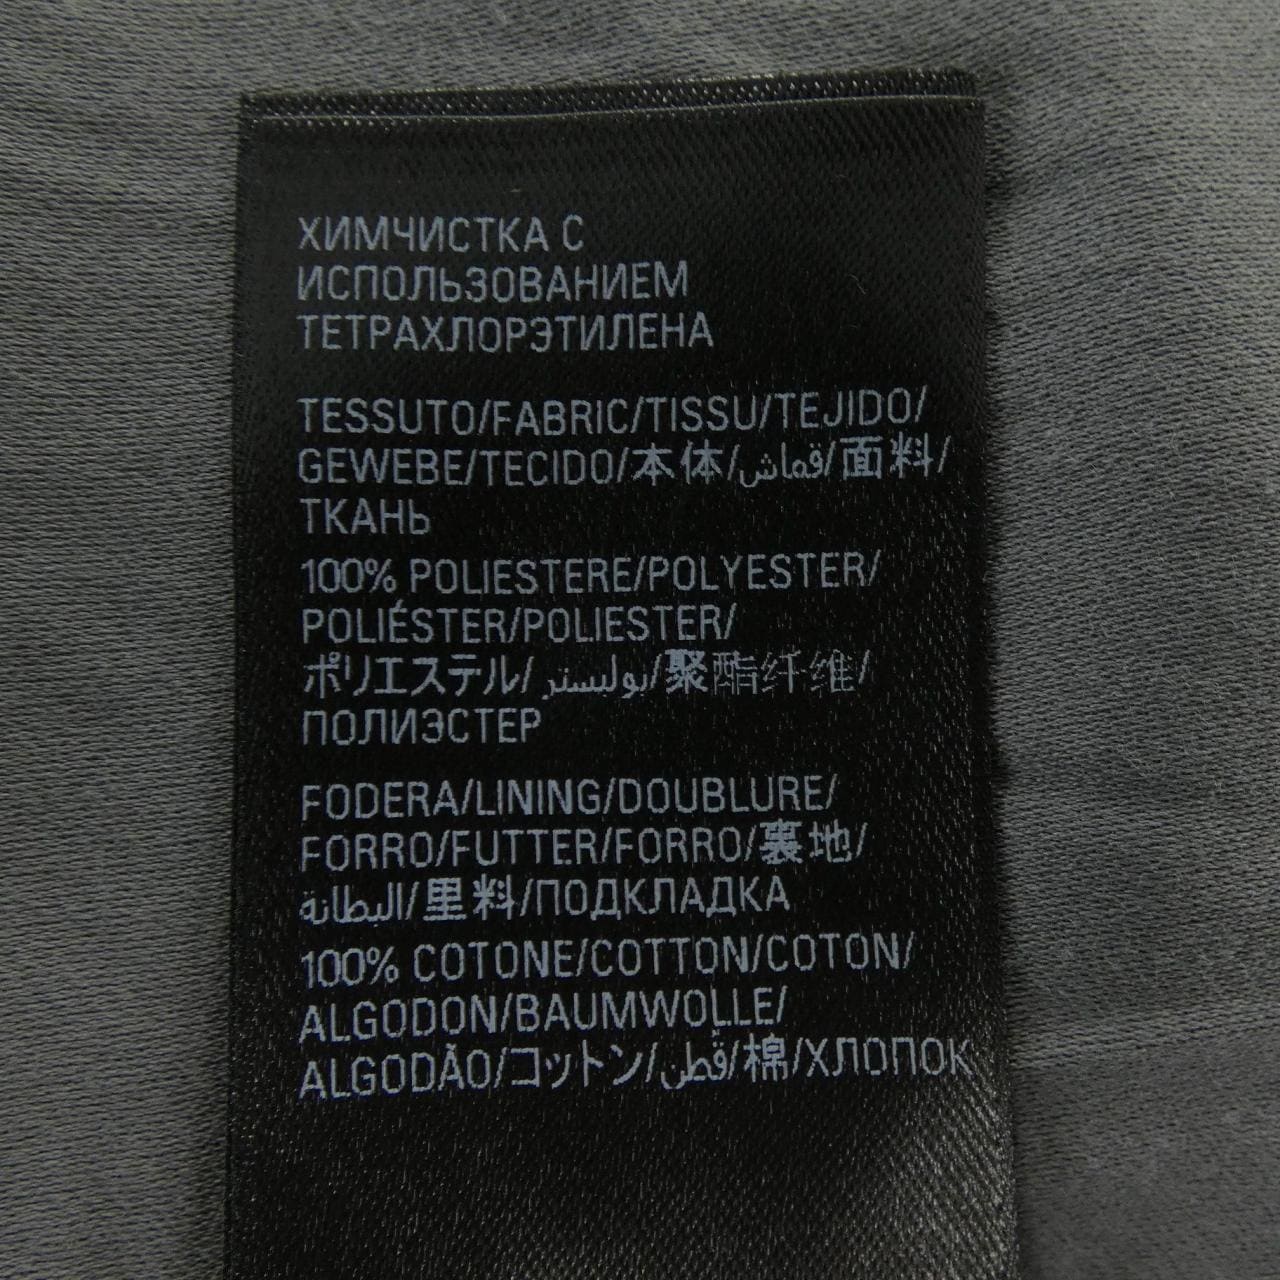 ХИМЧИСТКА С
ИСПОЛЬЗОВАНИЕМ
ТЕТРАХЛОРЭТИЛЕНА
TESSUTO/FABRIC/TISSU/TEJIDO/
GEWEBE/TECIDO/本体/قماش/面料/
ТКАНЬ
100% POLIESTERE/POLYESTER/
POLIÉSTER/POLIESTER/
ポリエステル/بوليستر/聚酯纤维/
ПОЛИЭСТЕР
FODERA/LINING/DOUBLURE/
FORRO/FUTTER/FORRO/裏地/
البطانة/里料/ПОДКЛАДКА
100% COTONE/COTTON/COTON/
ALGODON/BAUMWOLLE/
ALGODÃO/コットン/قطن/棉/ХЛОПОК